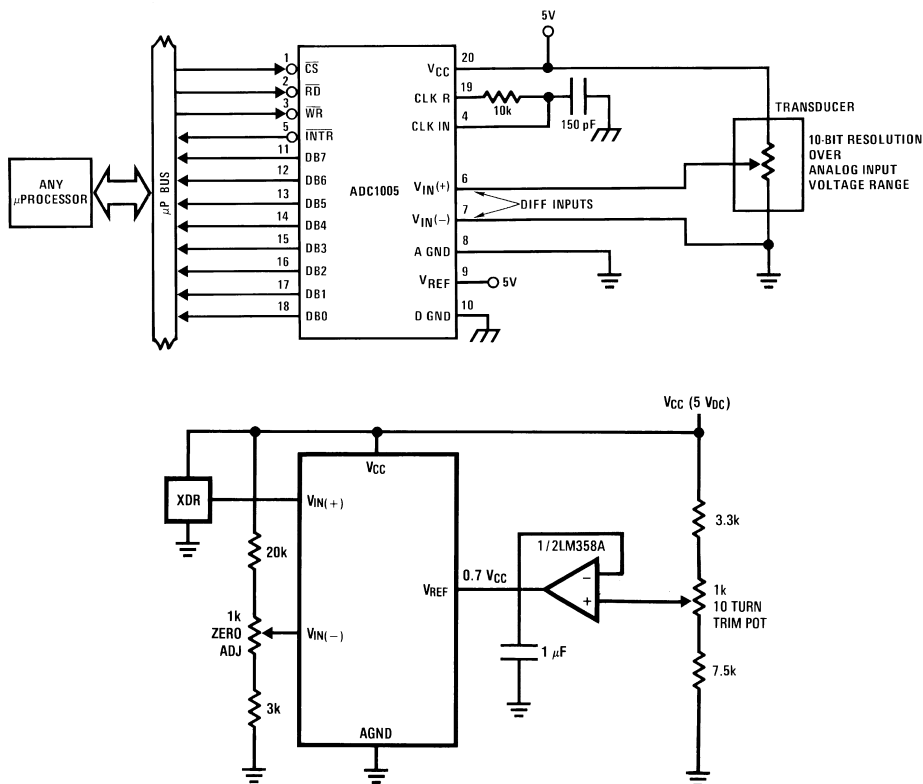 5V
1
C̅S̅
2
R̅D̅
3
W̅R̅
5
I̅N̅T̅R̅
11
DB7
12
DB6
13
DB5
14
DB4
15
DB3
16
DB2
17
DB1
18
DB0
ANY
μPROCESSOR
μP BUS
ADC1005
VCC
20
CLK R
19
10k
CLK IN
4
150 pF
VIN(+)
6
DIFF INPUTS
VIN(−)
7
A GND
8
VREF
9
5V
D GND
10
TRANSDUCER
10-BIT RESOLUTION
OVER
ANALOG INPUT
VOLTAGE RANGE
VCC (5 VDC)
VCC
XDR
VIN(+)
20k
1k
ZERO
ADJ
VIN(−)
3k
AGND
VREF
0.7 VCC
1/2LM358A
−
+
1 μF
3.3k
1k
10 TURN
TRIM POT
7.5k